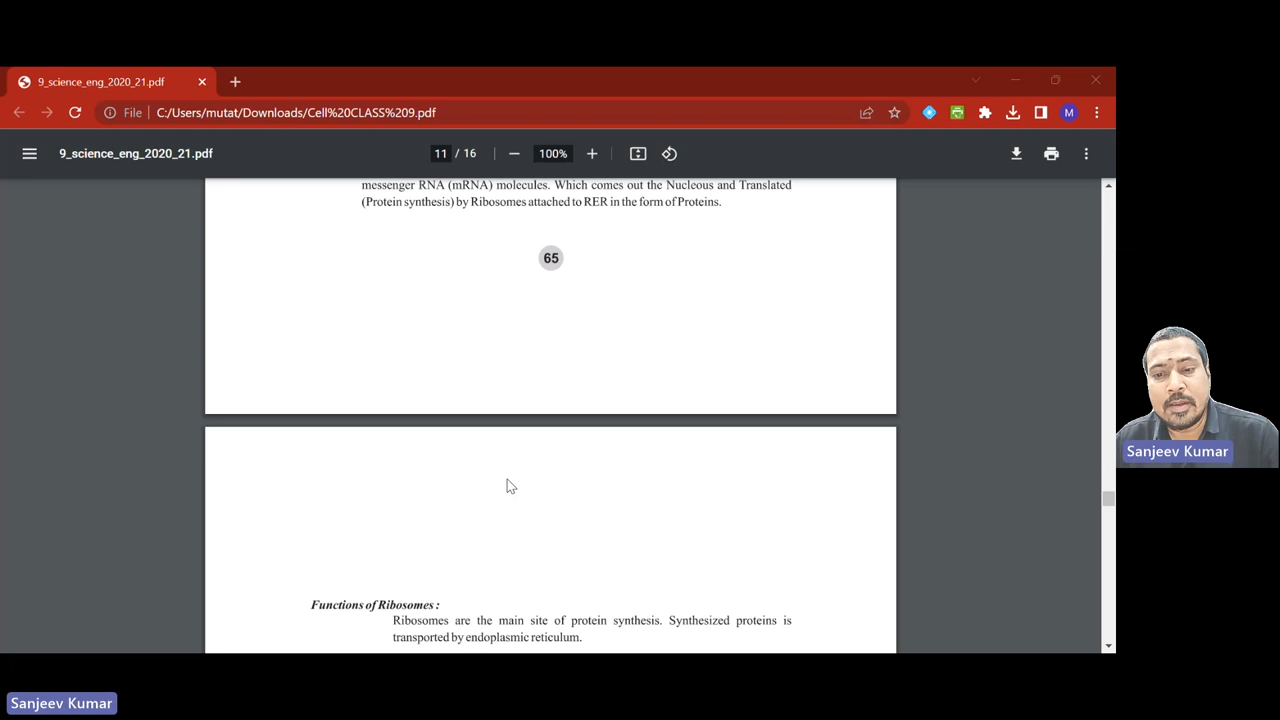 9_science_eng_2020_21.pdf
File
C:/Users/mutat/Downloads/Cell%20CLASS%209.pdf
M
9_science_eng_2020_21.pdf
11 / 16
100%
messenger RNA (mRNA) molecules. Which comes out the Nucleous and Translated
(Protein synthesis) by Ribosomes attached to RER in the form of Proteins.
65
Functions of Ribosomes :
Ribosomes are the main site of protein synthesis. Synthesized proteins is
transported by endoplasmic reticulum.
Sanjeev Kumar
Sanjeev Kumar